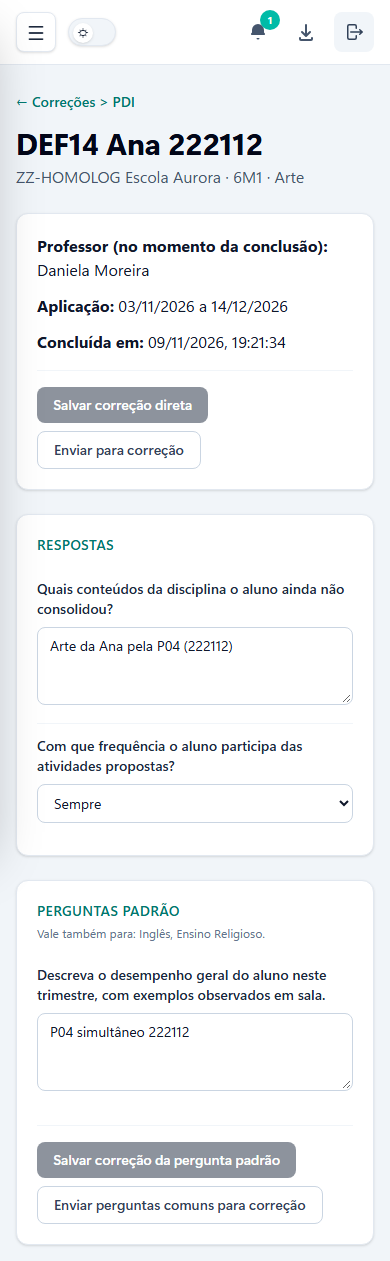 1
← Correções > PDI
DEF14 Ana 222112
ZZ-HOMOLOG Escola Aurora · 6M1 · Arte
Professor (no momento da conclusão):
Daniela Moreira
Aplicação: 03/11/2026 a 14/12/2026
Concluída em: 09/11/2026, 19:21:34
Salvar correção direta
Enviar para correção
RESPOSTAS
Quais conteúdos da disciplina o aluno ainda não
consolidou?
Arte da Ana pela P04 (222112)
Com que frequência o aluno participa das
atividades propostas?
Sempre
PERGUNTAS PADRÃO
Vale também para: Inglês, Ensino Religioso.
Descreva o desempenho geral do aluno neste
trimestre, com exemplos observados em sala.
P04 simultâneo 222112
Salvar correção da pergunta padrão
Enviar perguntas comuns para correção